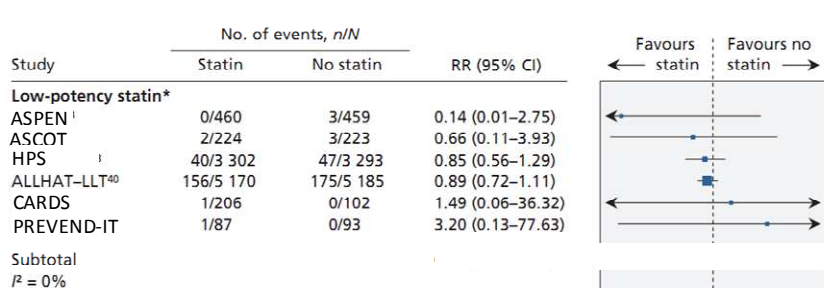 No. of events, n/N
Favours statin Favours no statin
Study Statin No statin RR (95% CI)
Low-potency statin*
ASPEN 0/460 3/459 0.14 (0.01–2.75)
ASCOT 2/224 3/223 0.66 (0.11–3.93)
HPS 40/3 302 47/3 293 0.85 (0.56–1.29)
ALLHAT–LLT⁴⁰ 156/5 170 175/5 185 0.89 (0.72–1.11)
CARDS 1/206 0/102 1.49 (0.06–36.32)
PREVEND-IT 1/87 0/93 3.20 (0.13–77.63)
Subtotal
I² = 0%